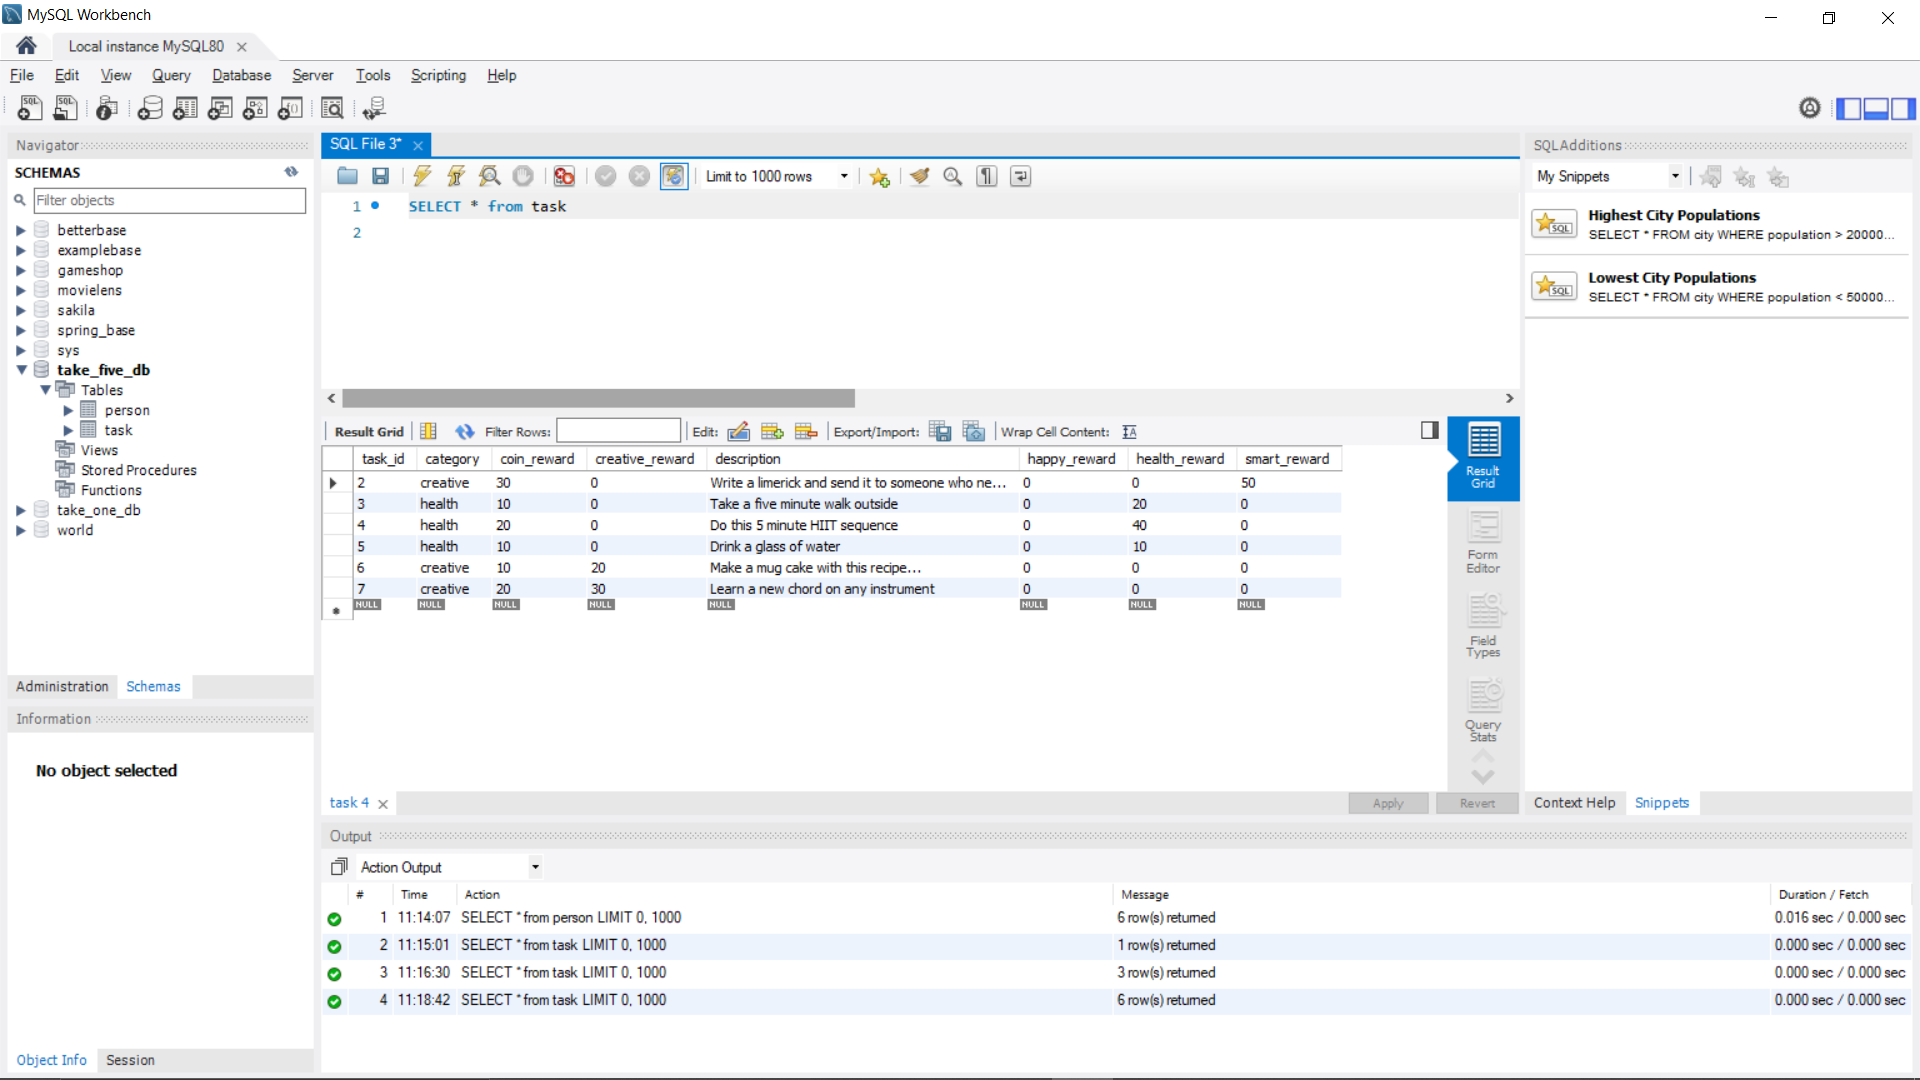 MySQL Workbench
Local instance MySQL80
File Edit View Query Database Server Tools Scripting Help
Navigator
SCHEMAS
Filter objects
betterbase
examplebase
gameshop
movielens
sakila
spring_base
sys
take_five_db
Tables
person
task
Views
Stored Procedures
Functions
take_one_db
world
Administration Schemas
Information
No object selected
Object Info Session
SQL File 3*
Limit to 1000 rows
1 SELECT * from task
2
Result Grid Filter Rows: Edit: Export/Import: Wrap Cell Content:
task_id category coin_reward creative_reward description happy_reward health_reward smart_reward
2 creative 30 0 Write a limerick and send it to someone who ne... 0 0 50
3 health 10 0 Take a five minute walk outside 0 20 0
4 health 20 0 Do this 5 minute HIIT sequence 0 40 0
5 health 10 0 Drink a glass of water 0 10 0
6 creative 10 20 Make a mug cake with this recipe... 0 0 0
7 creative 20 30 Learn a new chord on any instrument 0 0 0
NULL NULL NULL NULL NULL NULL NULL NULL
Result
Grid
Form
Editor
Field
Types
Query
Stats
task 4
Apply Revert
SQLAdditions
My Snippets
Highest City Populations
SELECT * FROM city WHERE population > 20000...
Lowest City Populations
SELECT * FROM city WHERE population < 50000...
Context Help Snippets
Output
Action Output
# Time Action Message Duration / Fetch
1 11:14:07 SELECT * from person LIMIT 0, 1000 6 row(s) returned 0.016 sec / 0.000 sec
2 11:15:01 SELECT * from task LIMIT 0, 1000 1 row(s) returned 0.000 sec / 0.000 sec
3 11:16:30 SELECT * from task LIMIT 0, 1000 3 row(s) returned 0.000 sec / 0.000 sec
4 11:18:42 SELECT * from task LIMIT 0, 1000 6 row(s) returned 0.000 sec / 0.000 sec